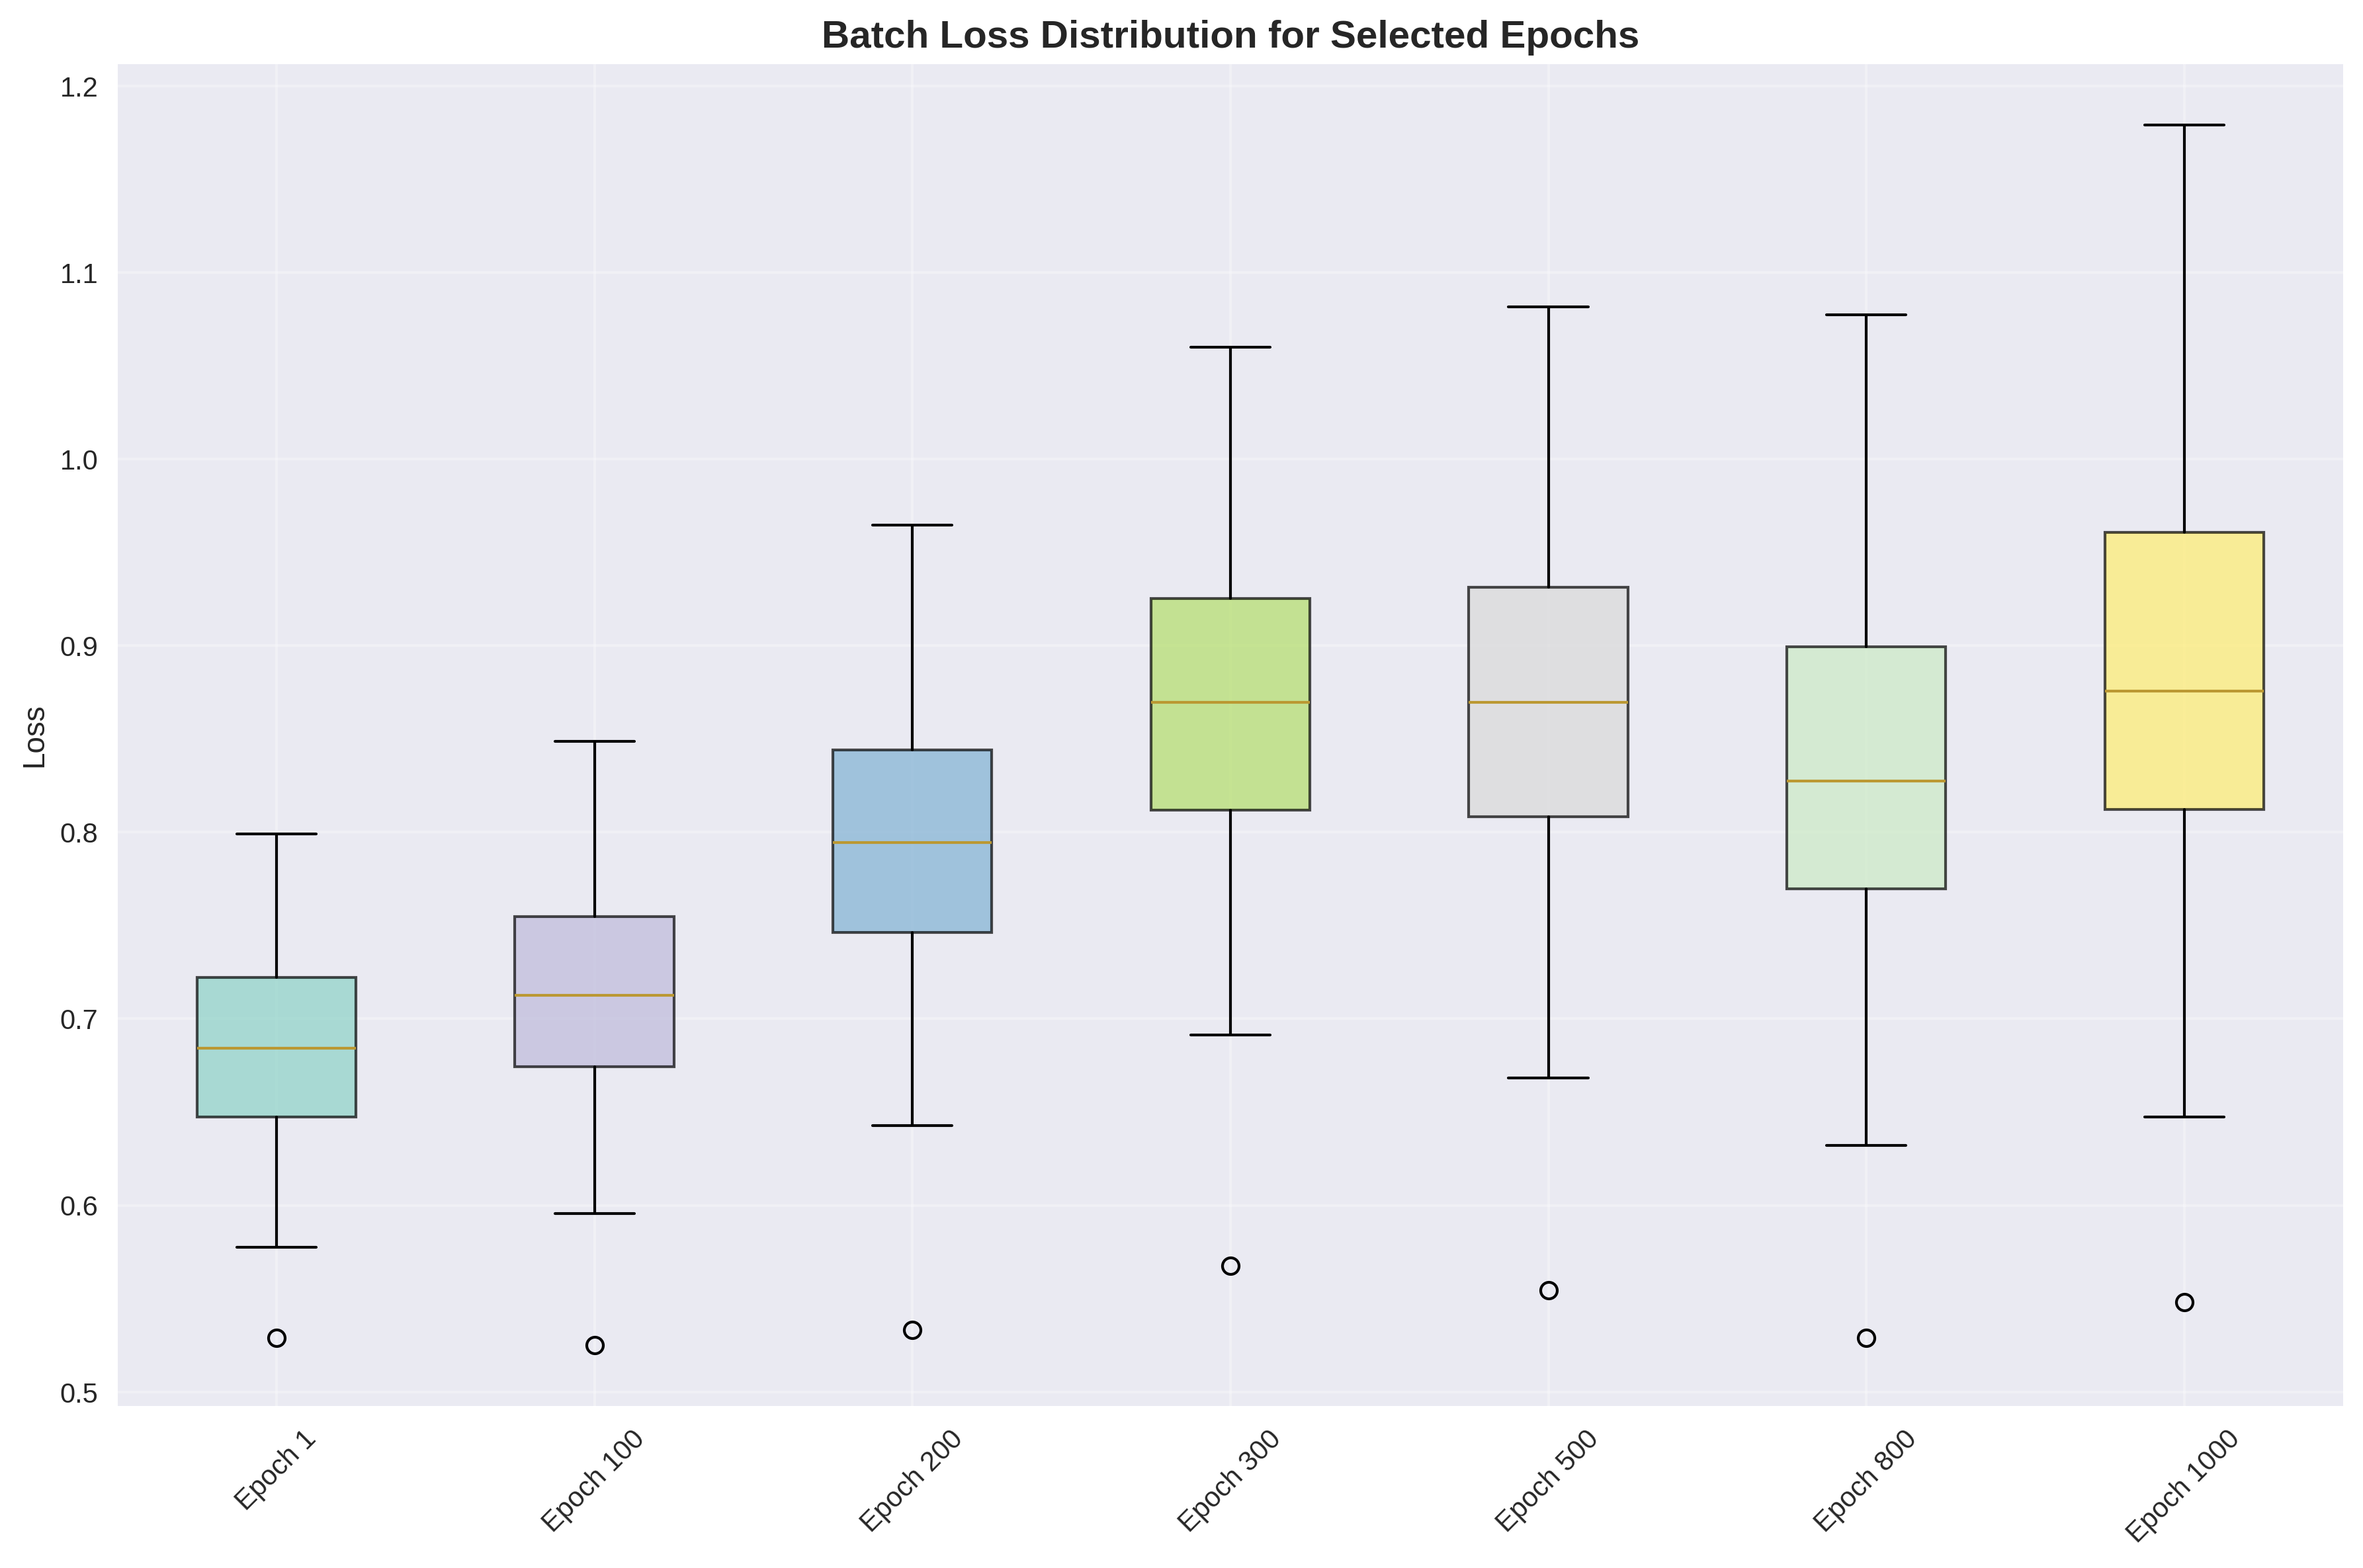 Batch Loss Distribution for Selected Epochs
1.2
1.1
1.0
0.9
0.8
0.7
0.6
0.5
Loss
Epoch 1
Epoch 100
Epoch 200
Epoch 300
Epoch 500
Epoch 800
Epoch 1000